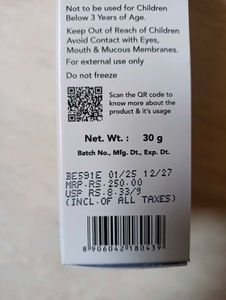 Not to be used for Children
Below 3 Years of Age.
Keep Out of Reach of Children
Avoid Contact with Eyes,
Mouth & Mucous Membranes.
For external use only
Do not freeze
Scan the QR code to
know more about the
product & it's usage
Net. Wt. : 30 g
Batch No., Mfg. Dt., Exp. Dt.
BE591E 01/25 12/27
MRP.RS.250.00
USP RS.8.33/g
(INCL.OF ALL TAXES)
8 906042 180439